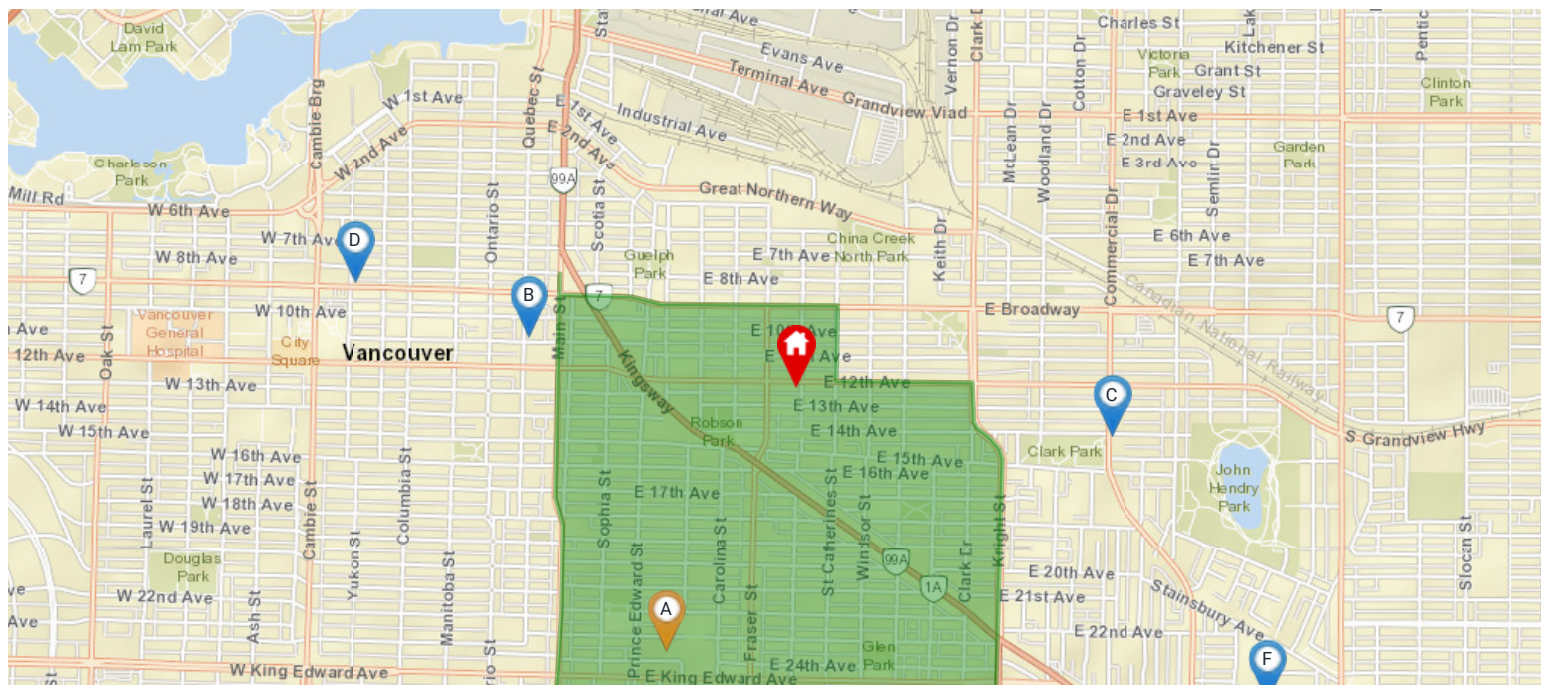 David
Lam Park
Cambie Brg
W 1st Ave
W 2nd Ave
Quebec St
E 1st Ave
E 2nd Ave
Evans Ave
Terminal Ave
Grandview Viad
Industrial Ave
Great Northern Way
Vernon Dr
Charles St
Cotton Dr
Victoria
Park
Kitchener St
Grant St
Graveley St
Clinton
Park
E 1st Ave
E 2nd Ave
E 3rd Ave
Garden
Park
McLean Dr
Woodland Dr
Commercial Dr
Semlin Dr
Charleson
Park
Mill Rd
W 6th Ave
W 7th Ave
W 8th Ave
D
7
Ontario St
99A
Scotia St
Guelph
Park
E 7th Ave
E 8th Ave
China Creek
North Park
Keith Dr
E 6th Ave
E 7th Ave
E Broadway
Canadian National Railway
7
Vancouver
General
Hospital
W 10th Ave
City
Square
Vancouver
B
Main St
7
12th Ave
Oak St
W 13th Ave
W 14th Ave
W 15th Ave
Kingsway
E 12th Ave
E 13th Ave
E 14th Ave
E 15th Ave
E 16th Ave
Robson
Park
C
Clark Park
S Grandview Hwy
John
Hendry
Park
W 16th Ave
W 17th Ave
W 18th Ave
W 19th Ave
Laurel St
Cambie St
Columbia St
Sophia St
E 17th Ave
Carolina St
St Catherines St
Windsor St
Clark Dr
Knight St
99A
1A
Douglas
Park
W 22nd Ave
Ash St
Yukon St
Manitoba St
Prince Edward St
A
Fraser St
Glen
Park
E 20th Ave
E 21st Ave
E 22nd Ave
Stainsbury Ave
Slocan St
F
W King Edward Ave
E King Edward Ave
E 24th Ave